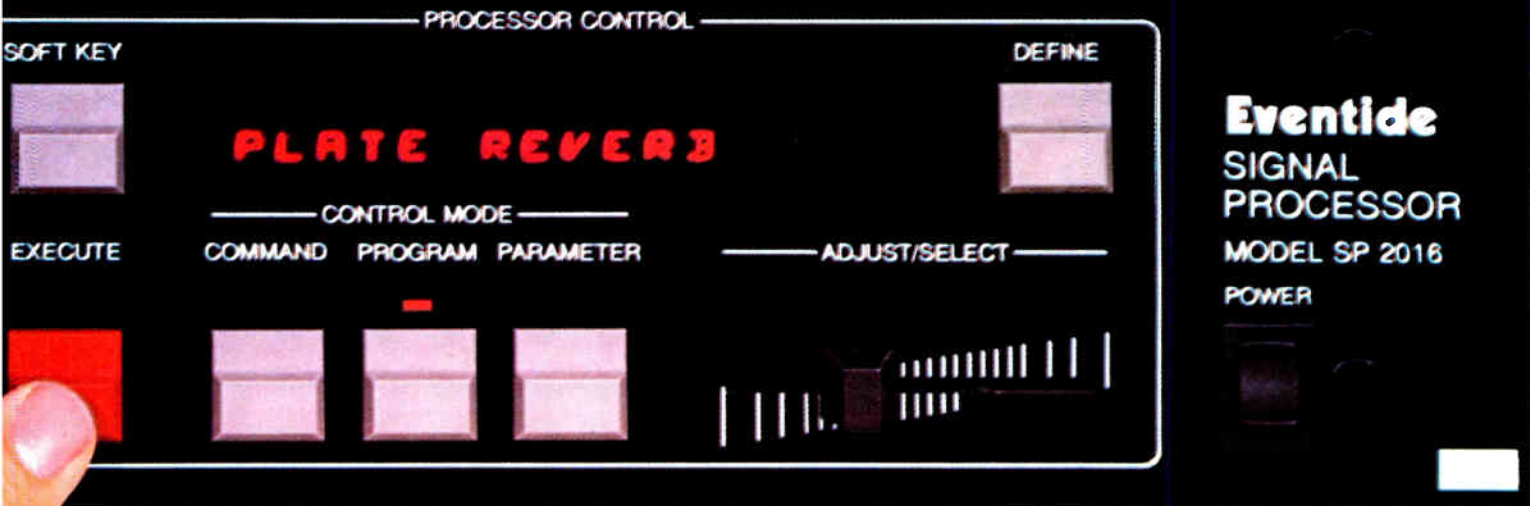 PROCESSOR CONTROL
SOFT KEY
DEFINE
PLATE REVERB
CONTROL MODE
EXECUTE
COMMAND PROGRAM PARAMETER
ADJUST/SELECT
Eventide
SIGNAL
PROCESSOR
MODEL SP 2016
POWER